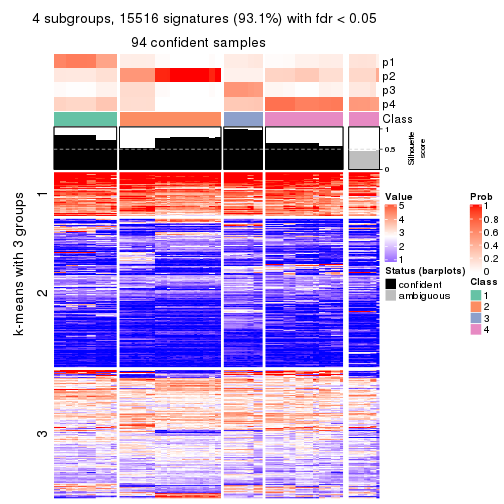 4 subgroups, 15516 signatures (93.1%) with fdr < 0.05
94 confident samples
p1
p2
p3
p4
Class
1
0.5
0
Silhouette
score
k-means with 3 groups
1
2
3
Value
5
4
3
2
1
Status (barplots)
confident
ambiguous
Prob
1
0.8
0.6
0.4
0.2
0
Class
1
2
3
4